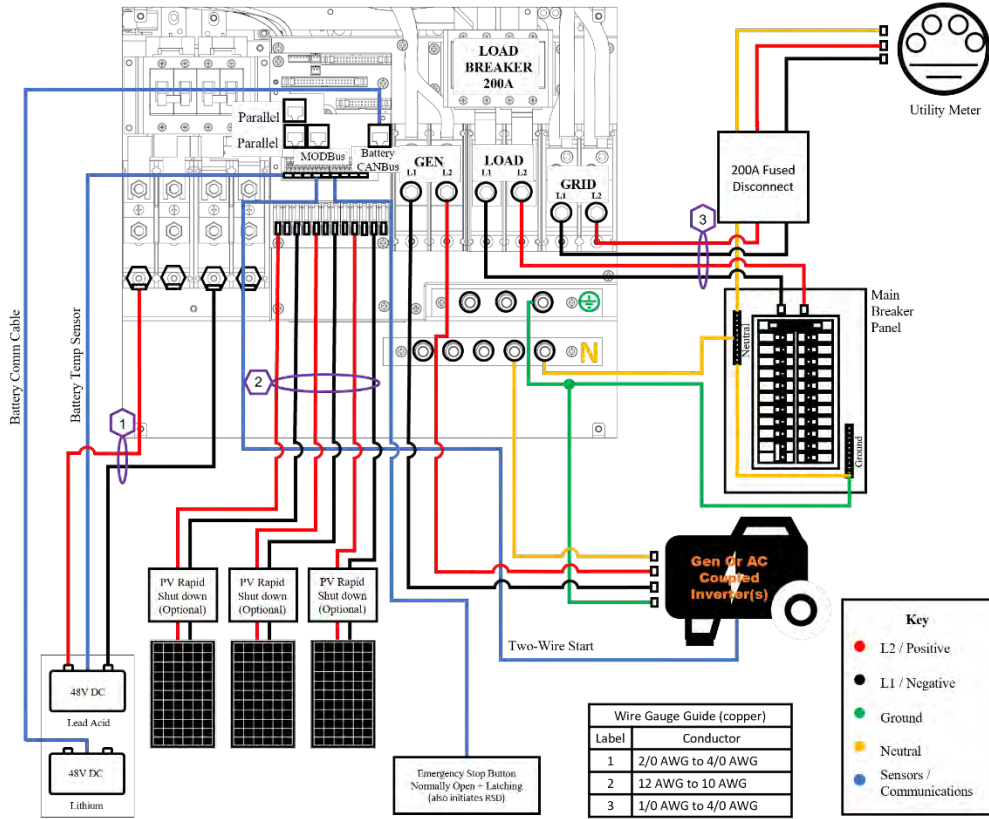 LOAD
BREAKER
200A
Utility Meter
Parallel
Parallel
MODBus
Battery
CANBus
GEN
L1 L2
LOAD
L1 L2
GRID
L1 L2
200A Fused
Disconnect
3
N
Main
Breaker
Panel
Neutral
Ground
Battery Comm Cable
Battery Temp Sensor
1
2
PV Rapid
Shut down
(Optional)
PV Rapid
Shut down
(Optional)
PV Rapid
Shut down
(Optional)
Gen Or AC
Coupled
Inverter(s)
Two-Wire Start
48V DC
Lead Acid
48V DC
Lithium
Emergency Stop Button
Normally Open + Latching
(also initiates RSD)
Wire Gauge Guide (copper)
Label Conductor
1 2/0 AWG to 4/0 AWG
2 12 AWG to 10 AWG
3 1/0 AWG to 4/0 AWG
Key
L2 / Positive
L1 / Negative
Ground
Neutral
Sensors /
Communications